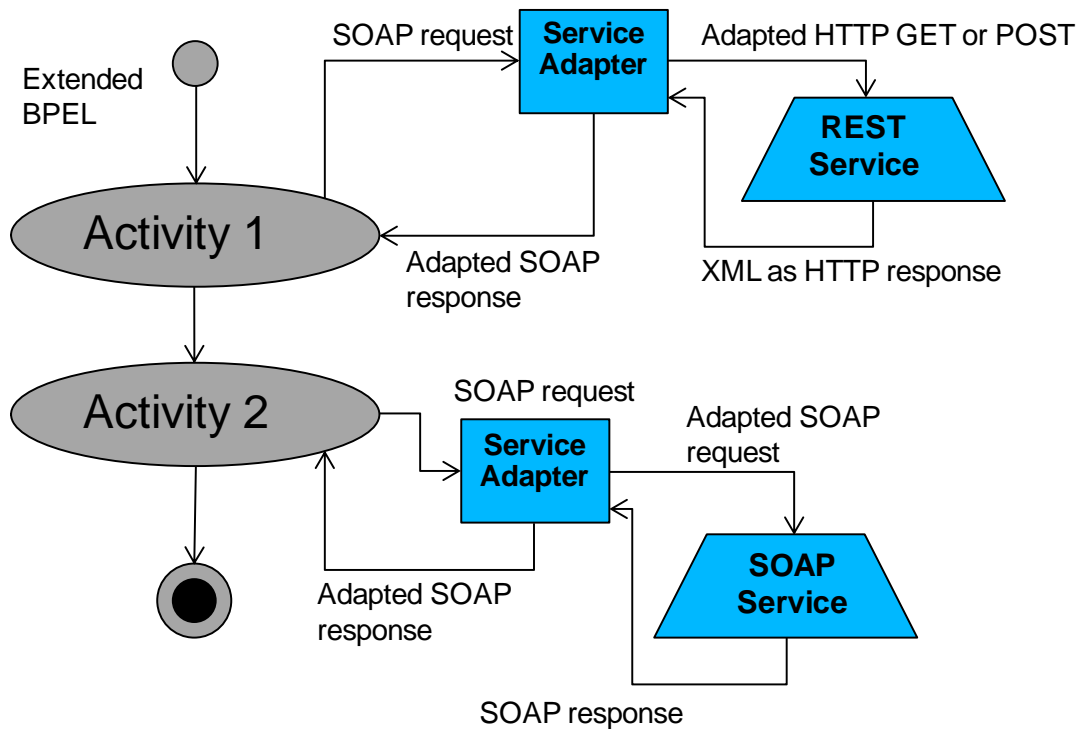 SOAP request
Service
Adapter
Adapted HTTP GET or POST
Extended
BPEL
REST
Service
Activity 1
Adapted SOAP
response
XML as HTTP response
Activity 2
SOAP request
Service
Adapter
Adapted SOAP
request
SOAP
Service
Adapted SOAP
response
SOAP response